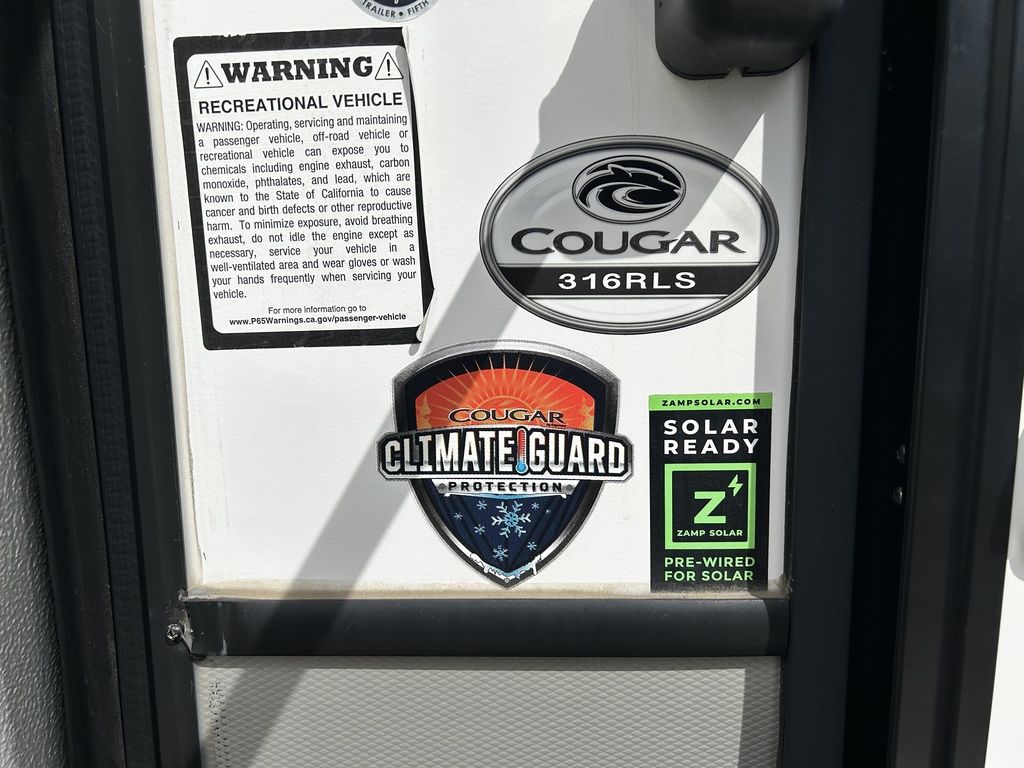 TRAILER • FIFTH
WARNING
RECREATIONAL VEHICLE
WARNING: Operating, servicing and maintaining
a passenger vehicle, off-road vehicle or
recreational vehicle can expose you to
chemicals including engine exhaust, carbon
monoxide, phthalates, and lead, which are
known to the State of California to cause
cancer and birth defects or other reproductive
harm. To minimize exposure, avoid breathing
exhaust, do not idle the engine except as
necessary, service your vehicle in a
well-ventilated area and wear gloves or wash
your hands frequently when servicing your
vehicle.
For more information go to
www.P65Warnings.ca.gov/passenger-vehicle
COUGAR
316RLS
COUGAR
CLIMATE GUARD
PROTECTION
ZAMPSOLAR.COM
SOLAR
READY
Z
ZAMP SOLAR
PRE-WIRED
FOR SOLAR